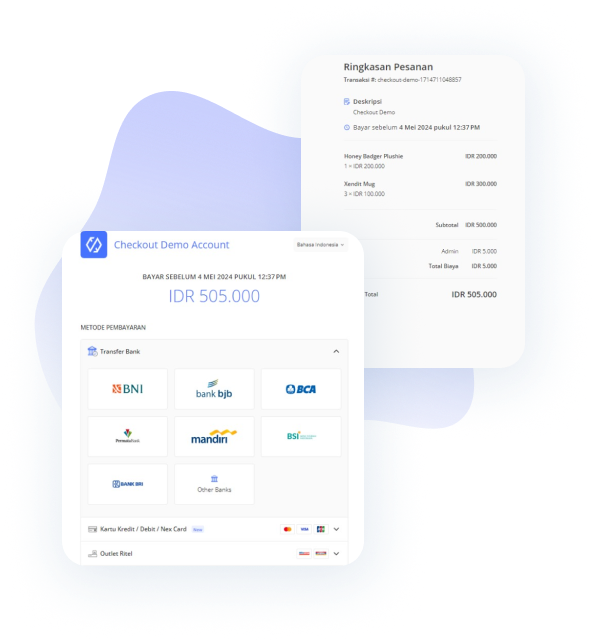 Ringkasan Pesanan
Transaksi #: checkout-demo-1714711048857
Deskripsi
Checkout Demo
Bayar sebelum 4 Mei 2024 pukul 12:37 PM
Honey Badger Plushie IDR 200.000
1 × IDR 200.000
Xendit Mug IDR 300.000
3 × IDR 100.000
Subtotal IDR 500.000
Admin IDR 5.000
Total Biaya IDR 5.000
Total IDR 505.000
Checkout Demo Account
Bahasa Indonesia
BAYAR SEBELUM 4 MEI 2024 PUKUL 12:37 PM
IDR 505.000
METODE PEMBAYARAN
Transfer Bank
BNI
bank bjb
BCA
PermataBank
mandiri
BSI
BANK BRI
Other Banks
Kartu Kredit / Debit / Nex Card
VISA
JCB
Outlet Ritel